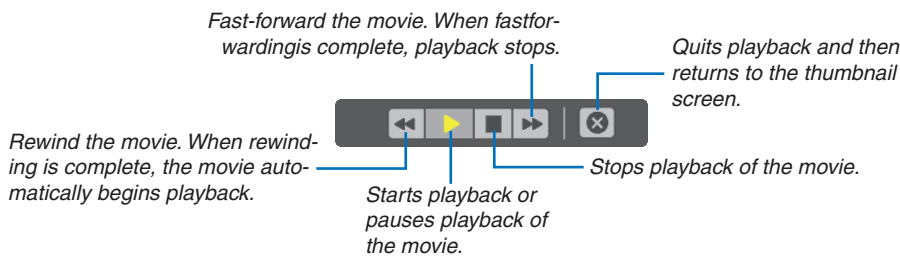 Fast-forward the movie. When fastfor-
wardingis complete, playback stops.
Quits playback and then
returns to the thumbnail
screen.
Rewind the movie. When rewind-
ing is complete, the movie auto-
matically begins playback.
Stops playback of the movie.
Starts playback or
pauses playback of
the movie.